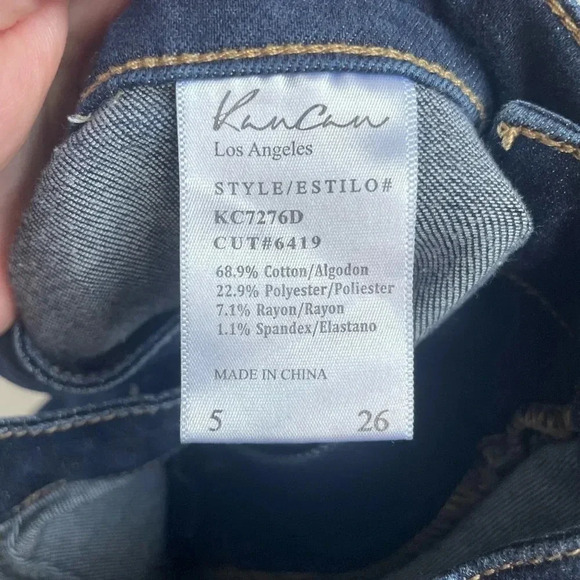 KanCan
Los Angeles
STYLE/ESTILO#
KC7276D
CUT#6419
68.9% Cotton/Algodon
22.9% Polyester/Poliester
7.1% Rayon/Rayon
1.1% Spandex/Elastano
MADE IN CHINA
5 26